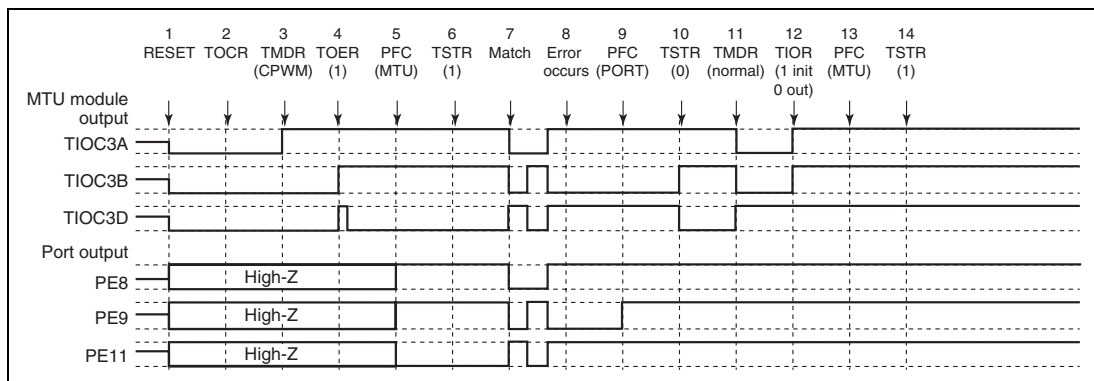 1 2 3 4 5 6 7 8 9 10 11 12 13 14
RESET TOCR TMDR TOER PFC TSTR Match Error PFC TSTR TMDR TIOR PFC TSTR
(CPWM) (1) (MTU) (1) occurs (PORT) (0) (normal) (1 init (MTU) (1)
0 out)
MTU module
output
TIOC3A
TIOC3B
TIOC3D
Port output
PE8 High-Z
PE9 High-Z
PE11 High-Z